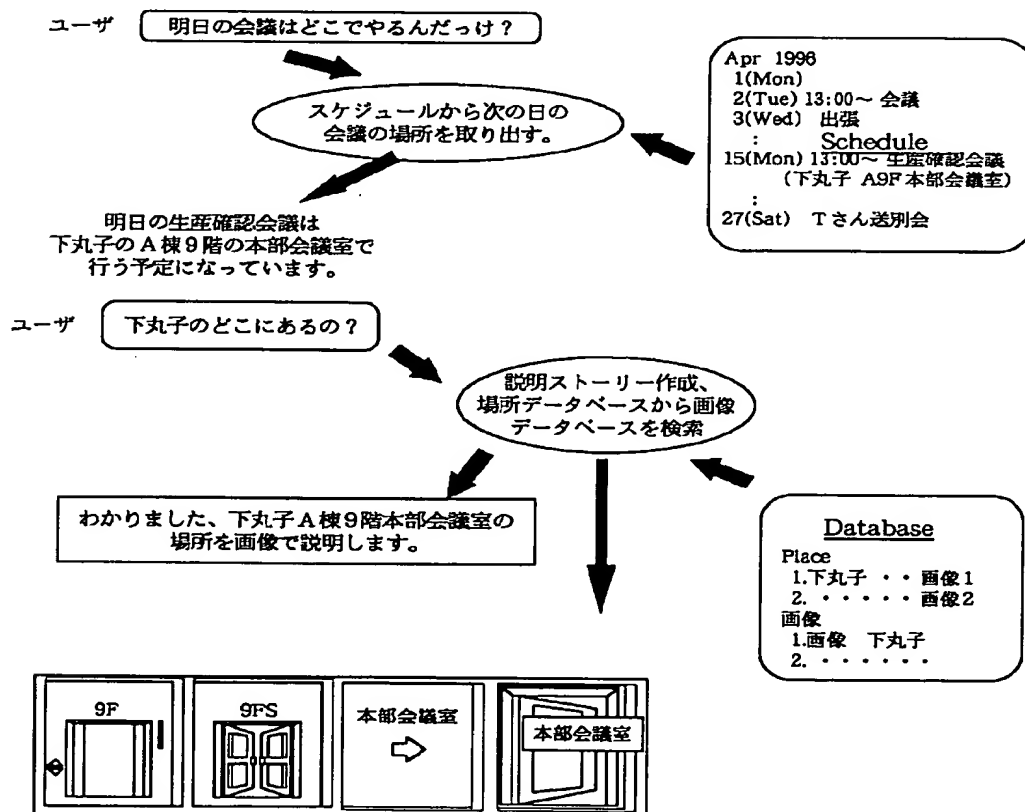 ユーザ
明日の会議はどこでやるんだっけ？
スケジュールから次の日の
会議の場所を取り出す。
Apr 1996
1(Mon)
2(Tue) 13:00～ 会議
3(Wed) 出張
:
Schedule
15(Mon) 13:00～ 生産確認会議
(下丸子 A9F本部会議室)
:
27(Sat) Tさん送別会
明日の生産確認会議は
下丸子のA棟9階の本部会議室で
行う予定になっています。
ユーザ
下丸子のどこにあるの？
説明ストーリー作成、
場所データベースから画像
データベースを検索
わかりました、下丸子A棟9階本部会議室の
場所を画像で説明します。
Database
Place
1.下丸子 ・・ 画像1
2. ・・・・・ 画像2
画像
1.画像 下丸子
2. ・・・・・・
9F
9FS
本部会議室
本部会議室